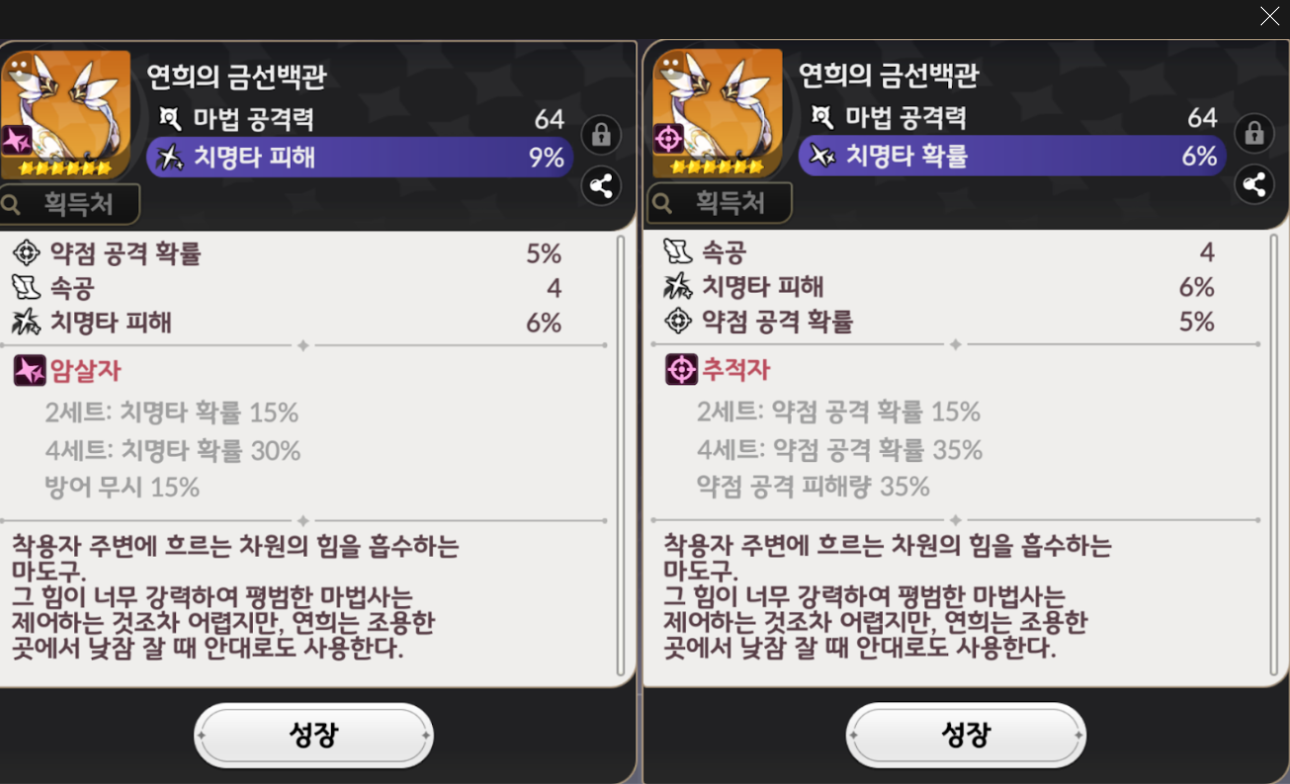 연희의 금선백관
마법 공격력 64
치명타 피해 9%
획득처
약점 공격 확률 5%
속공 4
치명타 피해 6%
암살자
2세트: 치명타 확률 15%
4세트: 치명타 확률 30%
방어 무시 15%
착용자 주변에 흐르는 차원의 힘을 흡수하는
마도구.
그 힘이 너무 강력하여 평범한 마법사는
제어하는 것조차 어렵지만, 연희는 조용한
곳에서 낮잠 잘 때 안대로도 사용한다.
성장
연희의 금선백관
마법 공격력 64
치명타 확률 6%
획득처
속공 4
치명타 피해 6%
약점 공격 확률 5%
추적자
2세트: 약점 공격 확률 15%
4세트: 약점 공격 확률 35%
약점 공격 피해량 35%
착용자 주변에 흐르는 차원의 힘을 흡수하는
마도구.
그 힘이 너무 강력하여 평범한 마법사는
제어하는 것조차 어렵지만, 연희는 조용한
곳에서 낮잠 잘 때 안대로도 사용한다.
성장